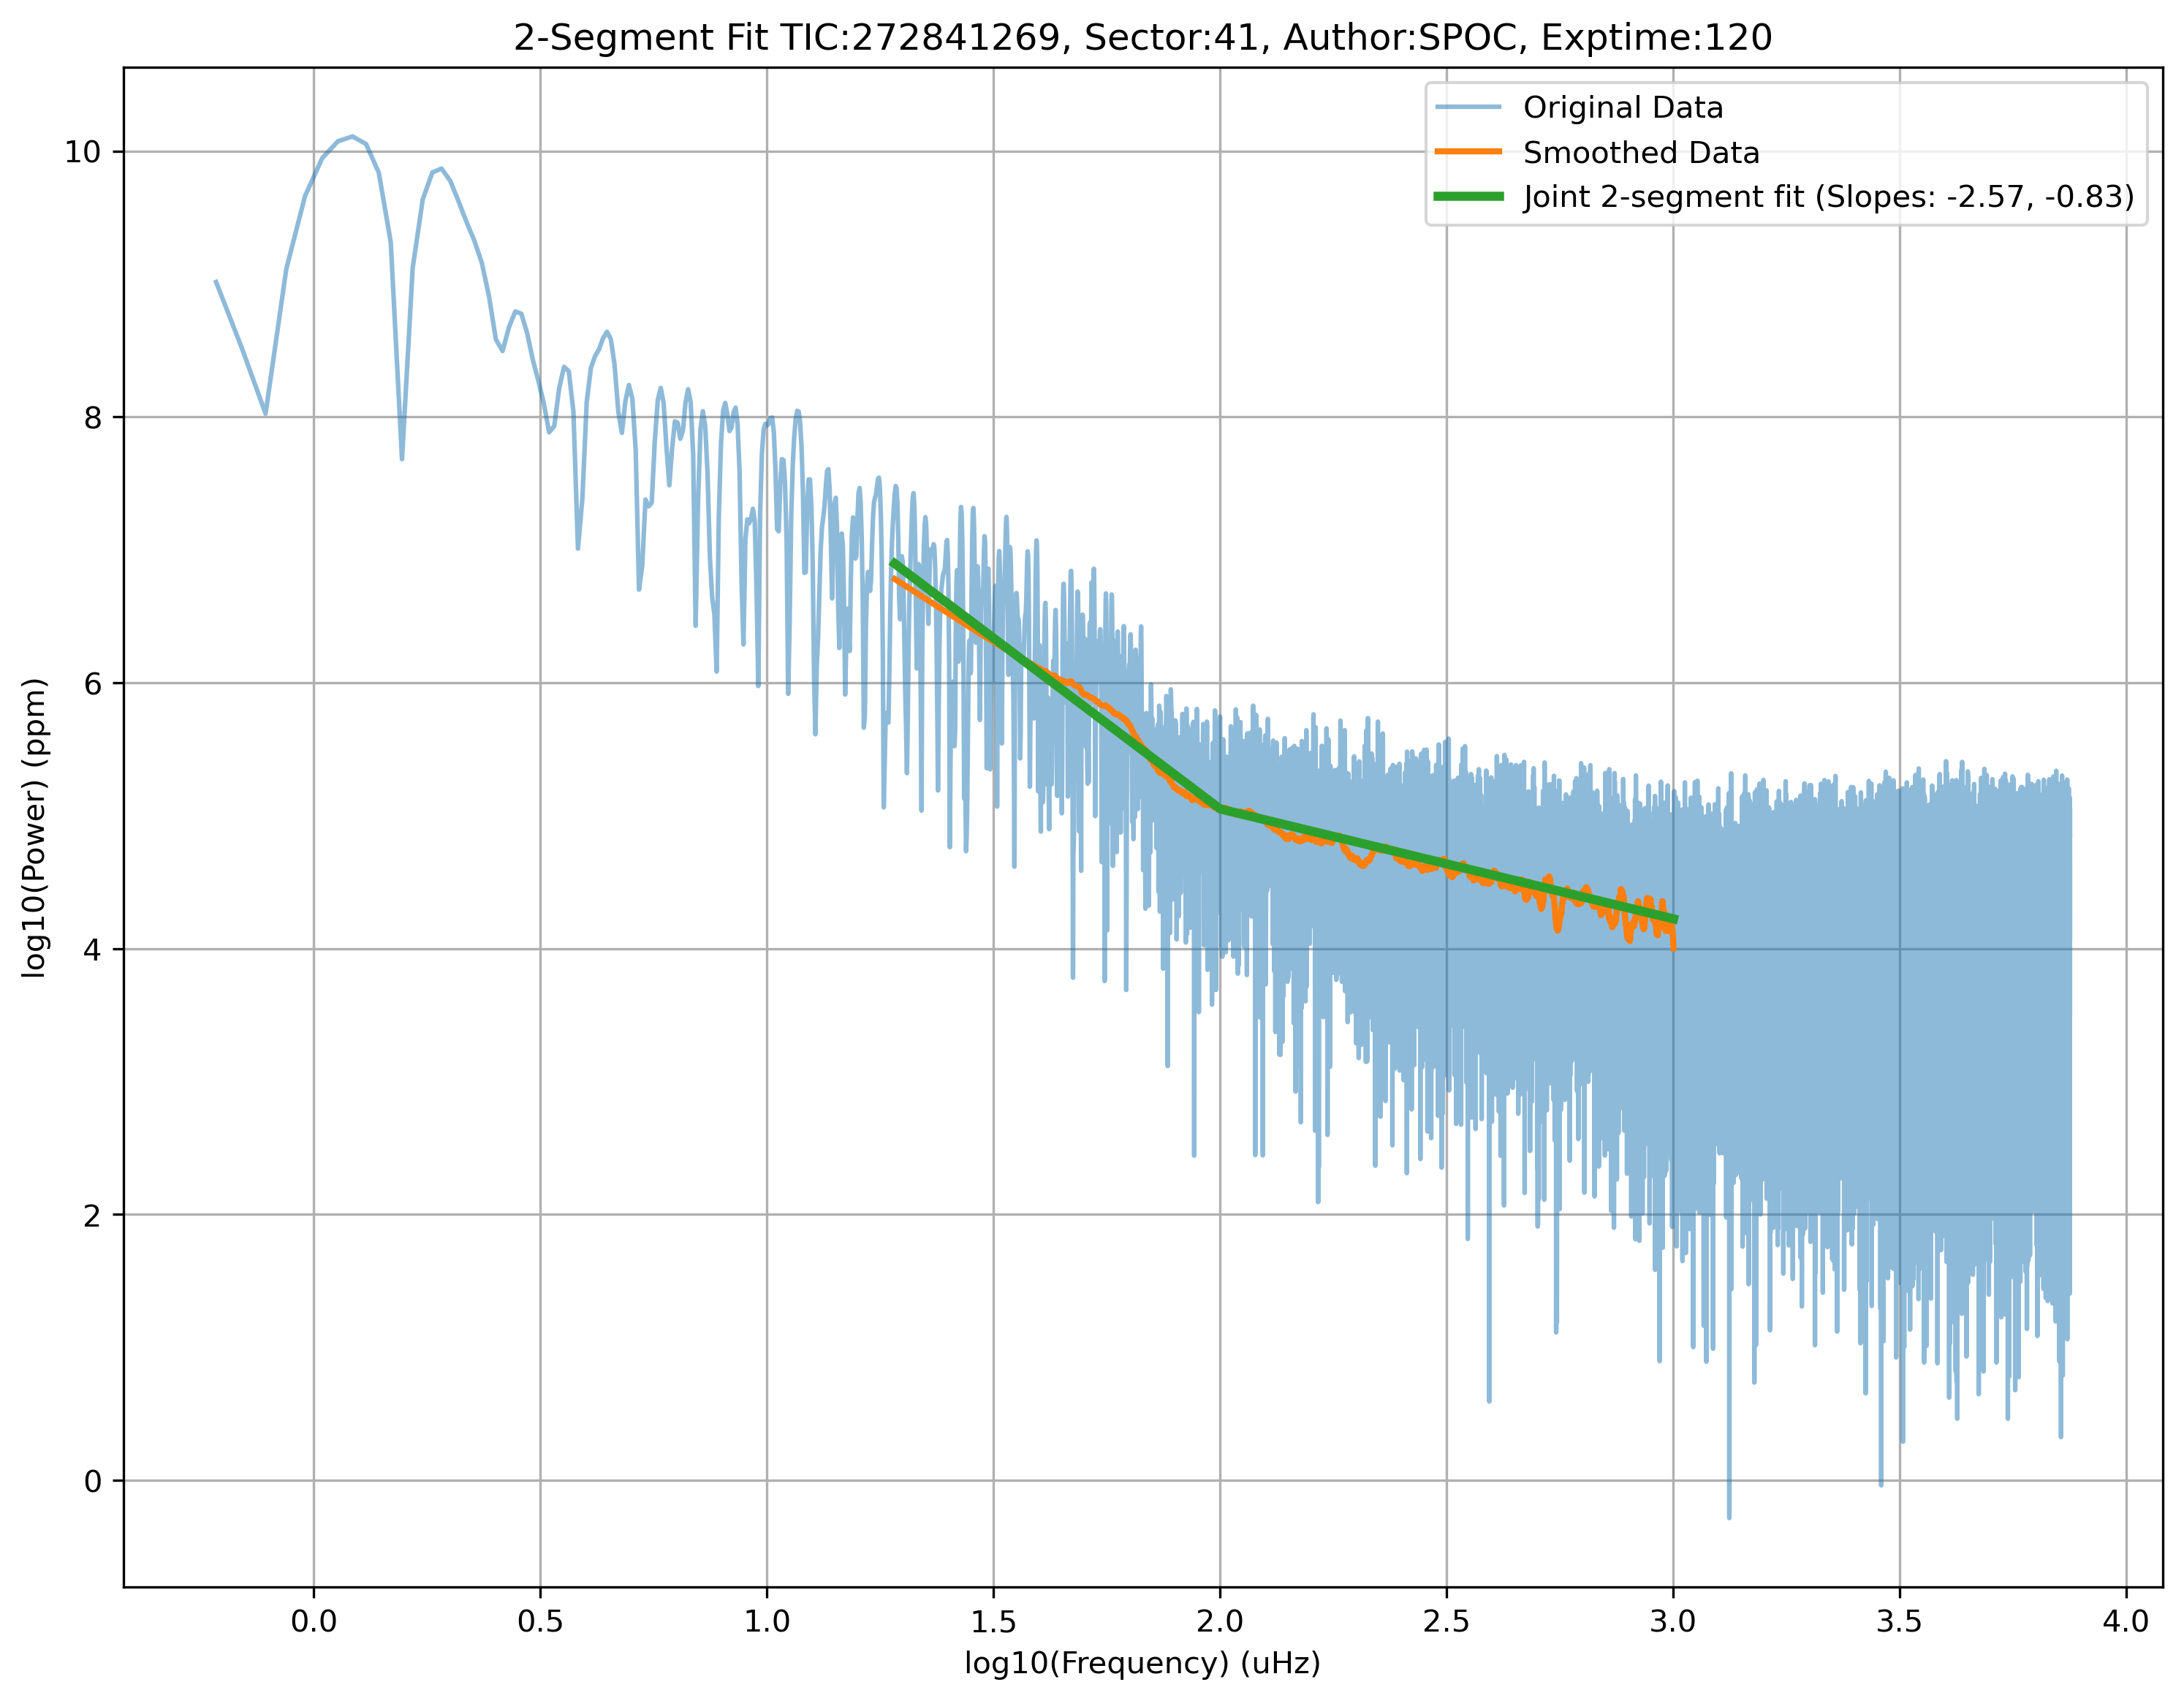 2-Segment Fit TIC:272841269, Sector:41, Author:SPOC, Exptime:120
Original Data
Smoothed Data
Joint 2-segment fit (Slopes: -2.57, -0.83)
log10(Power) (ppm)
10
8
6
4
2
0
0.0 0.5 1.0 1.5 2.0 2.5 3.0 3.5 4.0
log10(Frequency) (uHz)